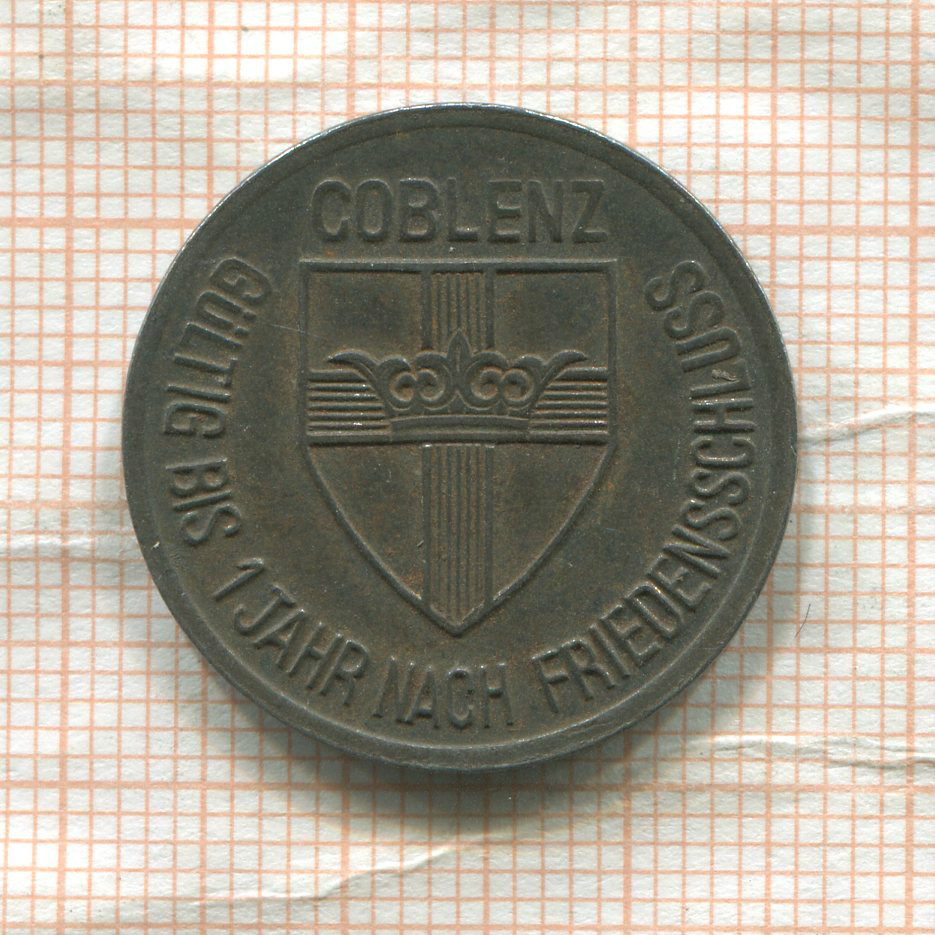 COBLENZ
GÜLTIG BIS 1 JAHR NACH FRIEDENSSCHLUSS